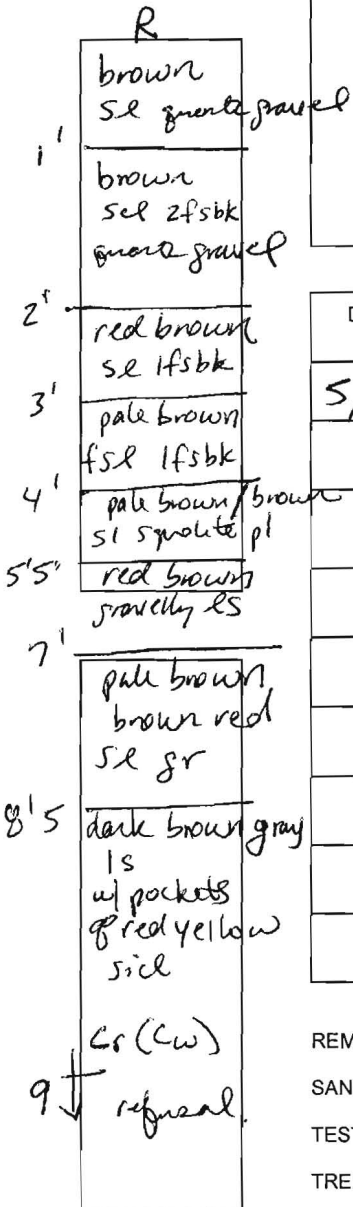 R
brown
sl quartz gravel
1'
brown
scl 2fsbk
quartz gravel
2'
red brown
sl 1fsbk
3'
pale brown
fsl 1fsbk
4'
pale brown/brown
sl saprolite pl
5'5"
red brown
gravelly ls
7'
pale brown
brown red
sl gr
8'5
dark brown gray
ls
w/ pockets
of red yellow
sicl
Cr (Cw)
9
refusal
D
5
REM
SAN
TEST
TRE